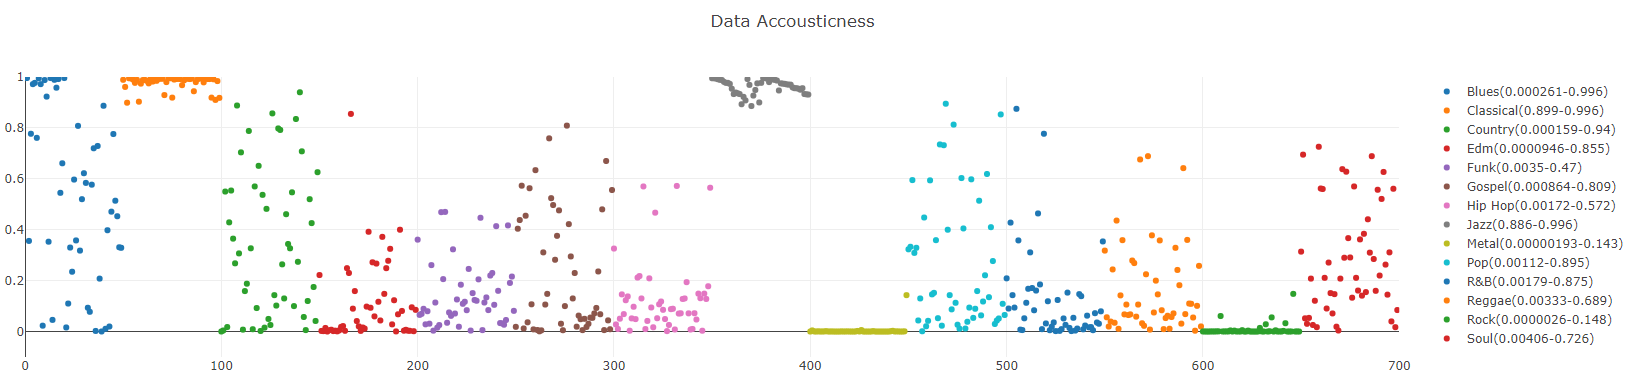 Data Accousticness
1
0.8
0.6
0.4
0.2
0
0 100 200 300 400 500 600 700
Blues(0.000261-0.996)
Classical(0.899-0.996)
Country(0.000159-0.94)
Edm(0.0000946-0.855)
Funk(0.0035-0.47)
Gospel(0.000864-0.809)
Hip Hop(0.00172-0.572)
Jazz(0.886-0.996)
Metal(0.00000193-0.143)
Pop(0.00112-0.895)
R&B(0.00179-0.875)
Reggae(0.00333-0.689)
Rock(0.0000026-0.148)
Soul(0.00406-0.726)